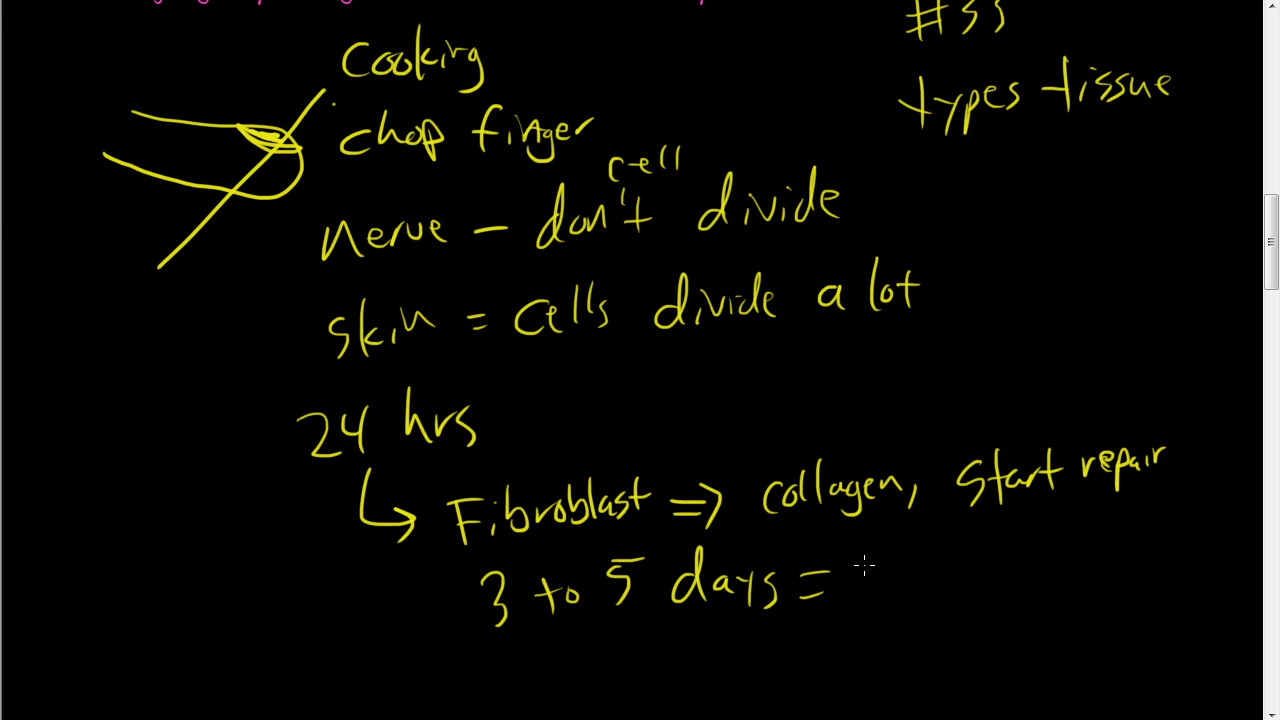 Cooking
chop finger
nerve - don't cell divide
skin = cells divide a lot
24 hrs
↳ Fibroblast => collagen, start repair
3 to 5 days =
#33
types tissue